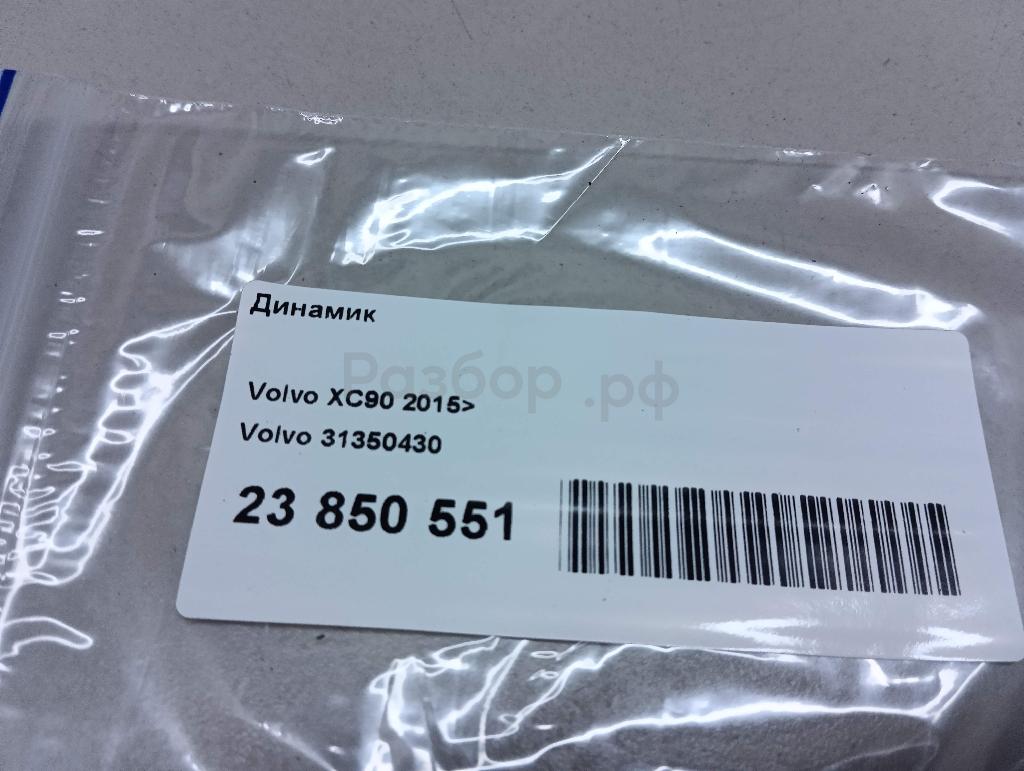 Динамик
Разбор.рф
Volvo XC90 2015>
Volvo 31350430
23 850 551